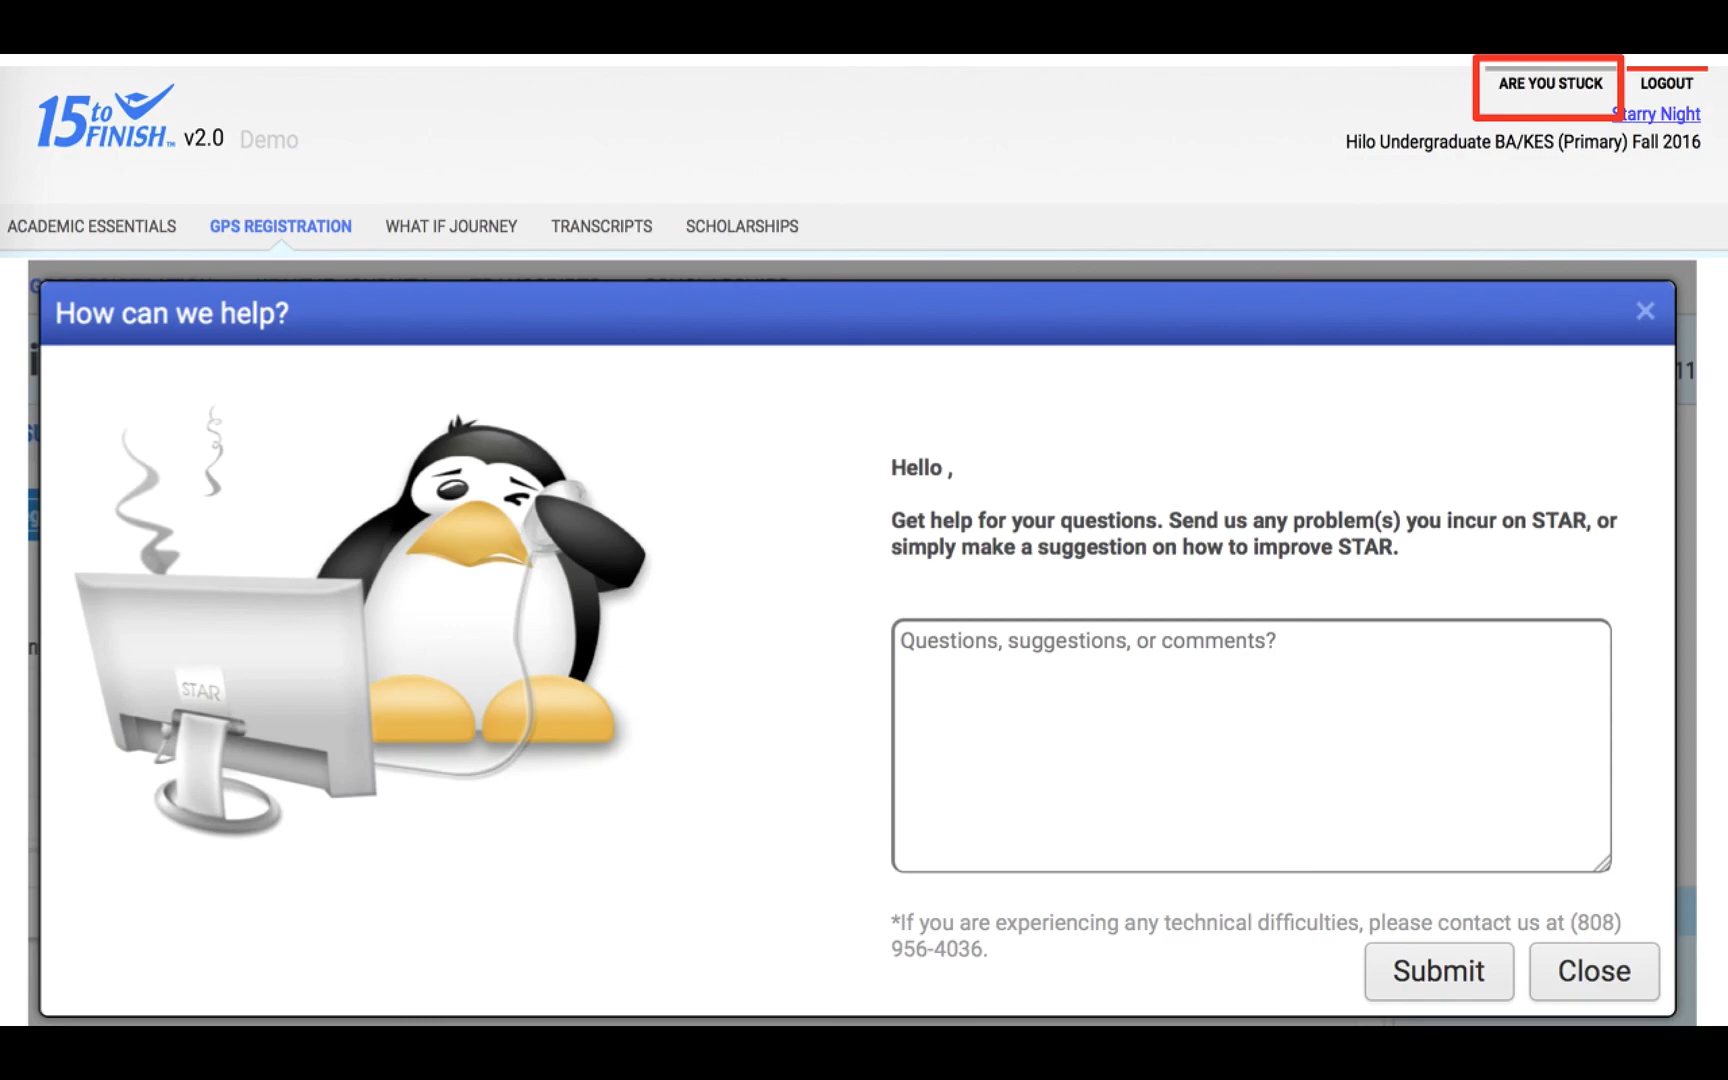 ARE YOU STUCK
LOGOUT
15 to FINISH™ v2.0 Demo
Starry Night
Hilo Undergraduate BA/KES (Primary) Fall 2016
ACADEMIC ESSENTIALS GPS REGISTRATION WHAT IF JOURNEY TRANSCRIPTS SCHOLARSHIPS
How can we help?
×
11
Hello ,
Get help for your questions. Send us any problem(s) you incur on STAR, or
simply make a suggestion on how to improve STAR.
Questions, suggestions, or comments?
STAR
*If you are experiencing any technical difficulties, please contact us at (808)
956-4036.
Submit
Close